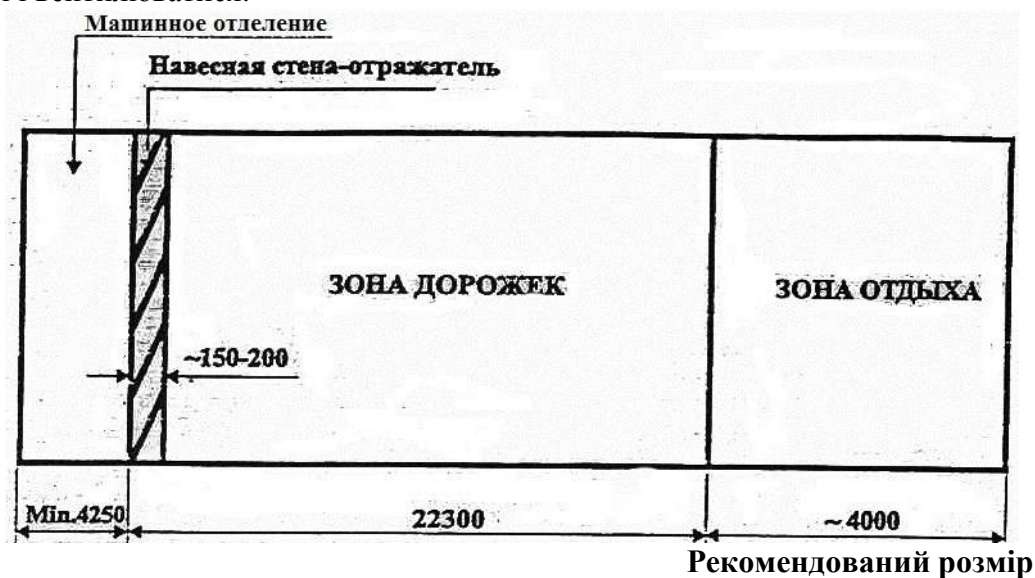 Машинное отделение
Навесная стена-отражатель
ЗОНА ДОРОЖЕК
ЗОНА ОТДЫХА
~150-200
Min.4250
22300
~4000
Рекомендований розмір